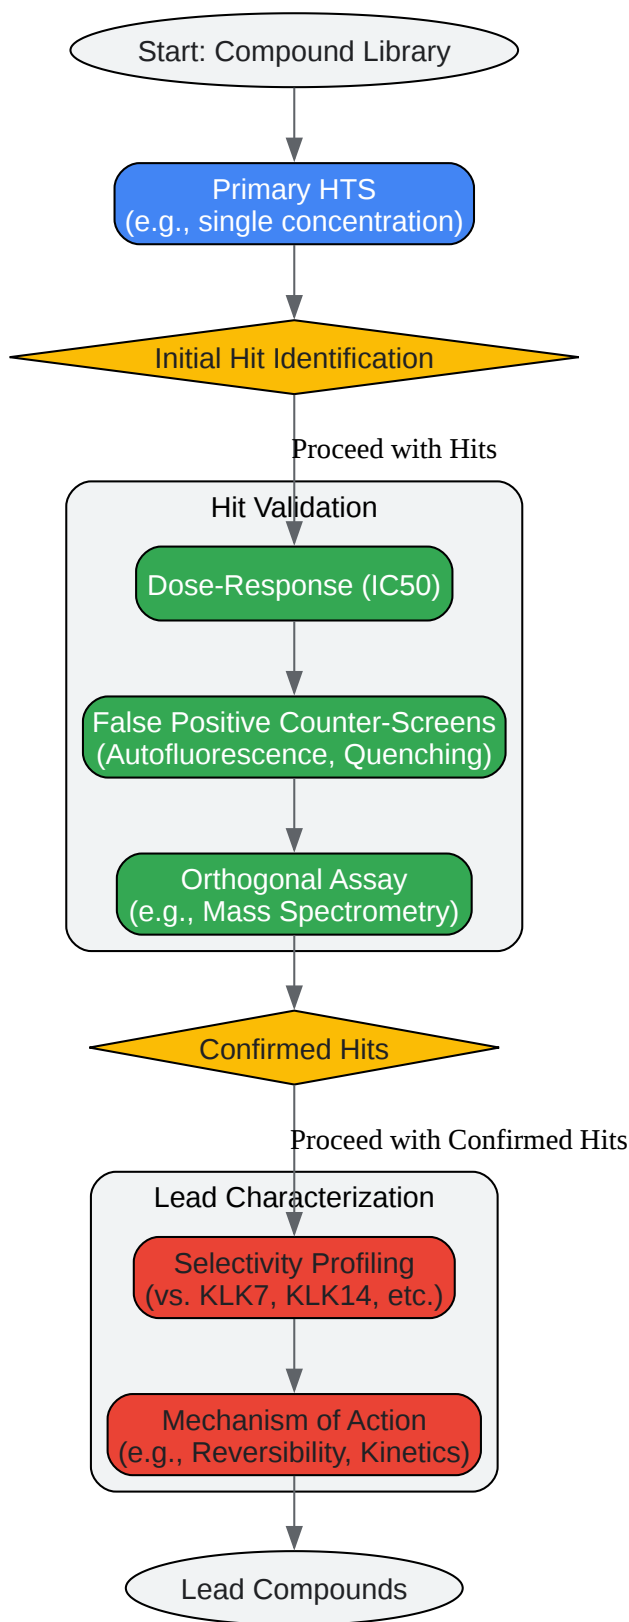 Start: Compound Library
Primary HTS
(e.g., single concentration)
Initial Hit Identification
Proceed with Hits
Hit Validation
Dose-Response (IC50)
False Positive Counter-Screens
(Autofluorescence, Quenching)
Orthogonal Assay
(e.g., Mass Spectrometry)
Confirmed Hits
Proceed with Confirmed Hits
Lead Characterization
Selectivity Profiling
(vs. KLK7, KLK14, etc.)
Mechanism of Action
(e.g., Reversibility, Kinetics)
Lead Compounds